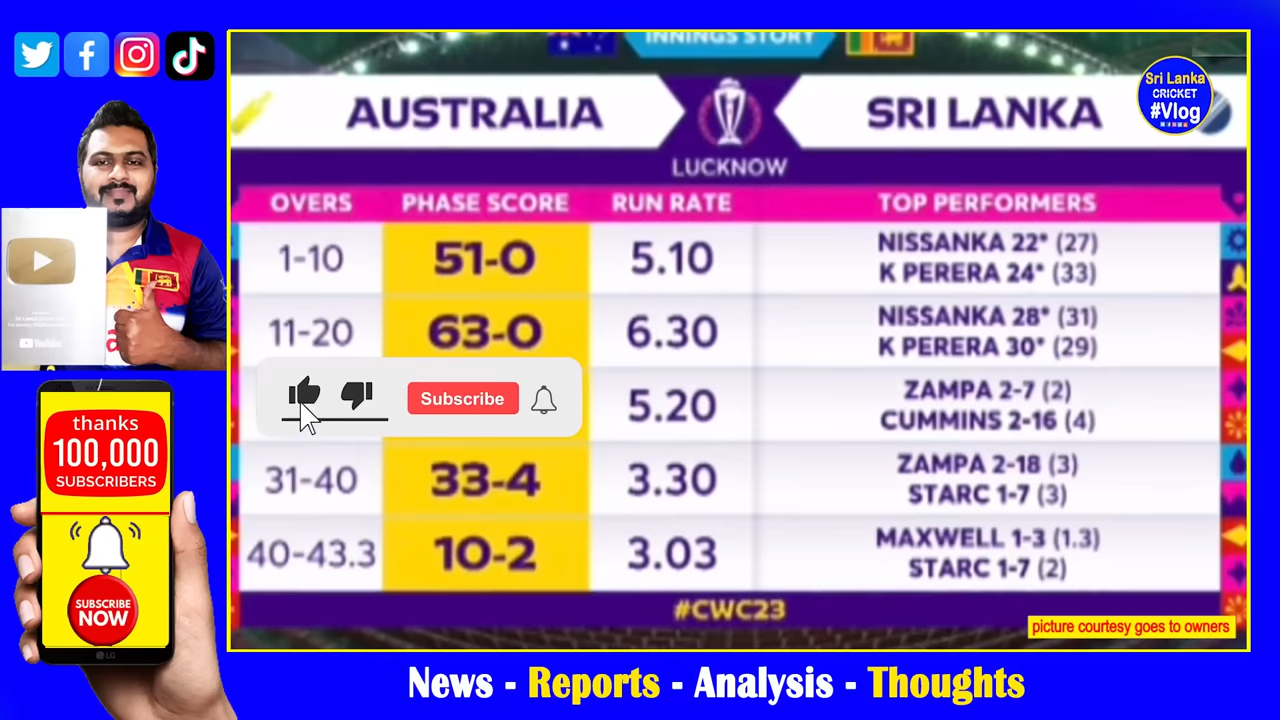 INNINGS STORY
AUSTRALIA
SRI LANKA
Sri Lanka
CRICKET
#Vlog
LUCKNOW
OVERS PHASE SCORE RUN RATE TOP PERFORMERS
1-10 51-0 5.10 NISSANKA 22* (27)
K PERERA 24* (33)
11-20 63-0 6.30 NISSANKA 28* (31)
K PERERA 30* (29)
Subscribe
5.20 ZAMPA 2-7 (2)
CUMMINS 2-16 (4)
31-40 33-4 3.30 ZAMPA 2-18 (3)
STARC 1-7 (3)
40-43.3 10-2 3.03 MAXWELL 1-3 (1.3)
STARC 1-7 (2)
#CWC23
picture courtesy goes to owners
YouTube
thanks
100,000
SUBSCRIBERS
SUBSCRIBE
NOW
LG
News - Reports - Analysis - Thoughts